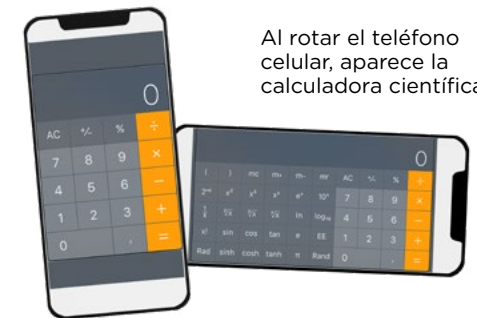 Al rotar el teléfono
celular, aparece la
calculadora científica
0
AC +/- % ÷
7 8 9 ×
4 5 6 −
1 2 3 +
0 , =
0
( ) mc m+ m- mr AC +/- % ÷
2ⁿᵈ x² x³ xʸ eˣ 10ˣ 7 8 9 ×
ln log₁₀ 4 5 6 −
x! sin cos tan e EE 1 2 3 +
Rad sinh cosh tanh π Rand 0 , =